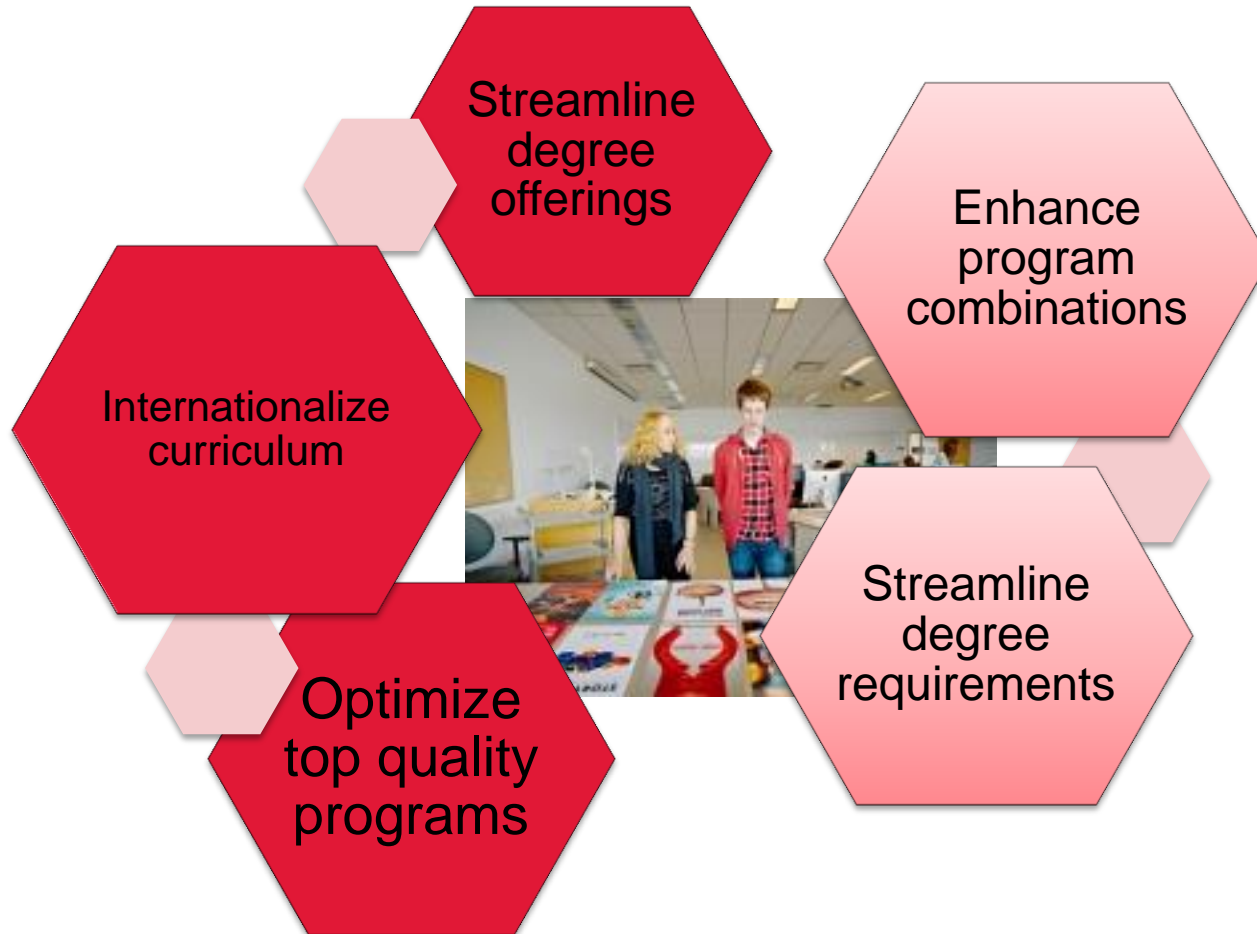 Streamline
degree
offerings
Enhance
program
combinations
Internationalize
curriculum
Streamline
degree
requirements
Optimize
top quality
programs